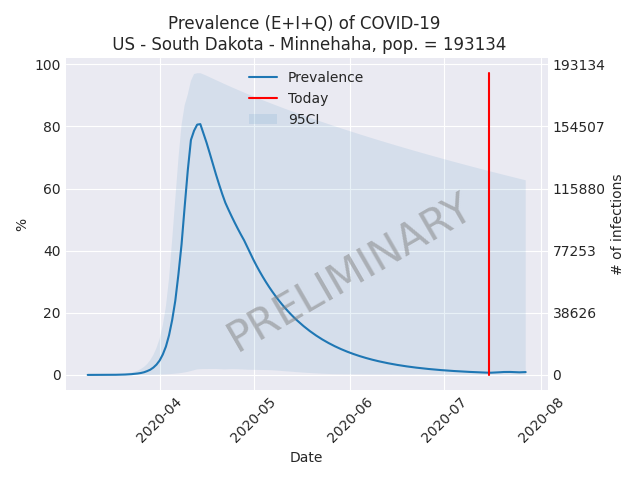 Prevalence (E+I+Q) of COVID-19
US - South Dakota - Minnehaha, pop. = 193134
100
80
60
40
20
0
%
Prevalence
Today
95CI
PRELIMINARY
193134
154507
115880
77253
38626
0
# of infections
2020-04
2020-05
2020-06
2020-07
2020-08
Date